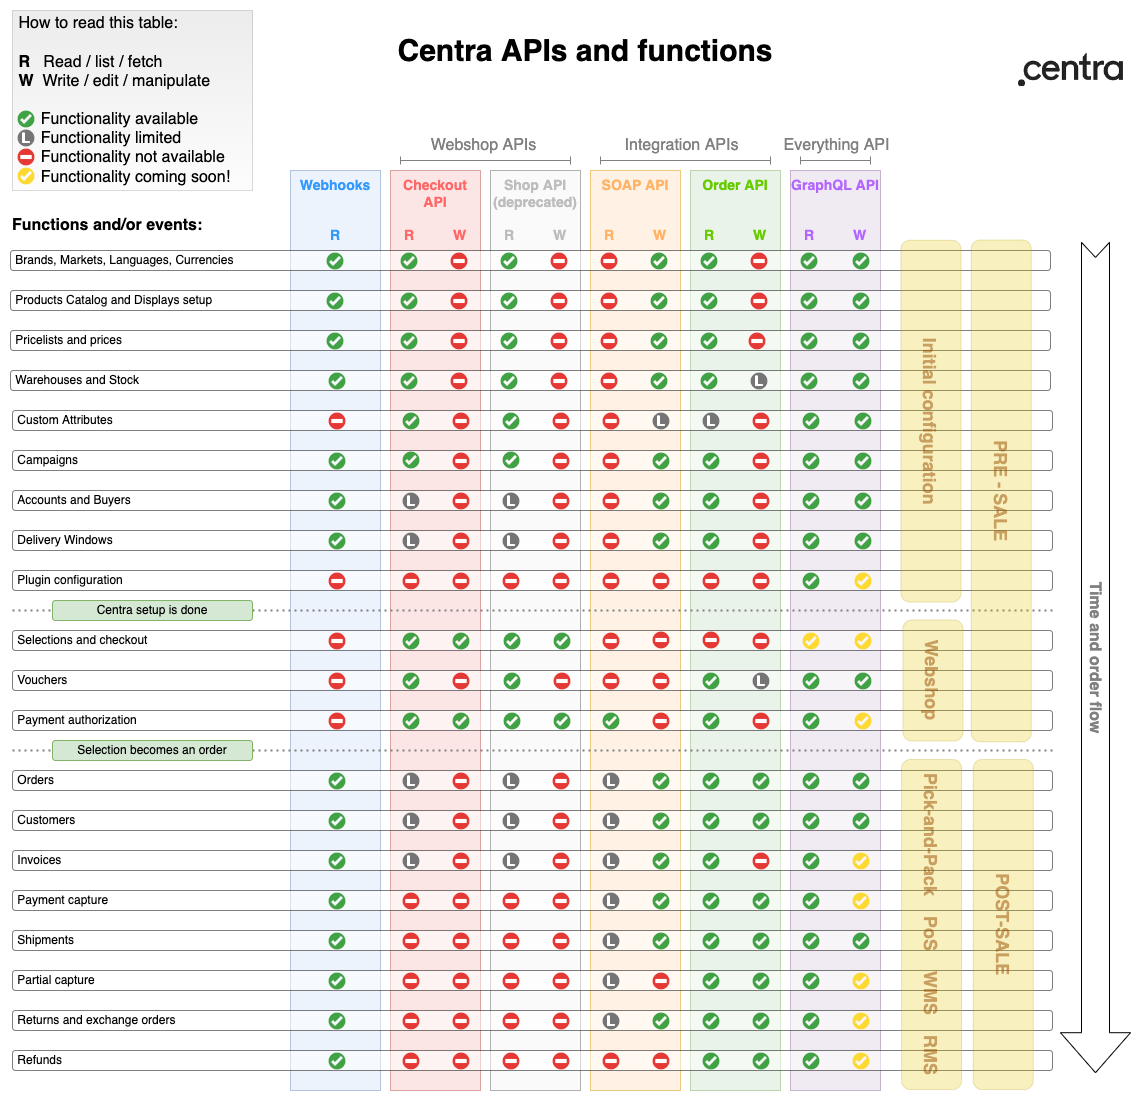 How to read this table:
R Read / list / fetch
W Write / edit / manipulate
Functionality available
L Functionality limited
Functionality not available
Functionality coming soon!
Centra APIs and functions
.centra
Webshop APIs
Integration APIs
Everything API
Webhooks
Checkout
API
Shop API
(deprecated)
SOAP API
Order API
GraphQL API
Functions and/or events:
R
R W
R W
R W
R W
R W
Brands, Markets, Languages, Currencies
Products Catalog and Displays setup
Pricelists and prices
Warehouses and Stock
L
Custom Attributes
L L
Campaigns
Accounts and Buyers
L L
Delivery Windows
L L
Plugin configuration
Centra setup is done
Selections and checkout
Vouchers
L
Payment authorization
Selection becomes an order
Orders
L L L
Customers
L L L
Invoices
L L L
Payment capture
L
Shipments
L
Partial capture
L
Returns and exchange orders
L
Refunds
Initial configuration
PRE - SALE
Webshop
Pick-and-Pack
PoS
WMS
RMS
POST-SALE
Time and order flow